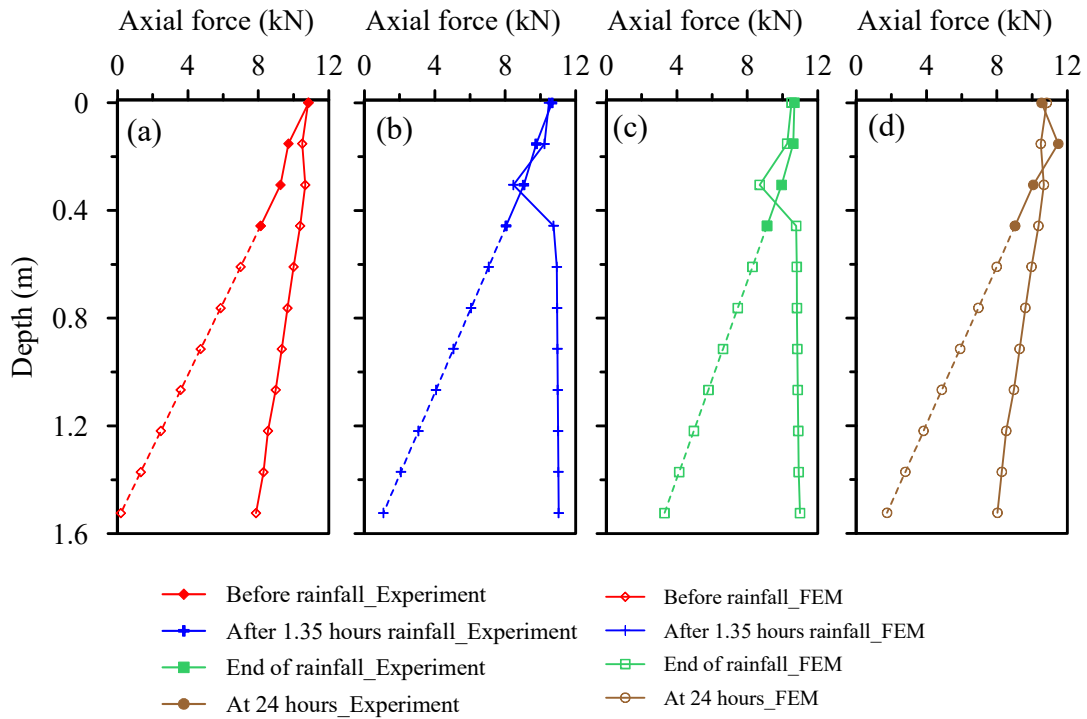 Axial force (kN) Axial force (kN) Axial force (kN) Axial force (kN)
0 4 8 12 0 4 8 12 0 4 8 12 0 4 8 12
0
(a) (b) (c) (d)
0.4
0.8
1.2
1.6
Depth (m)
Before rainfall_Experiment
After 1.35 hours rainfall_Experiment
End of rainfall_Experiment
At 24 hours_Experiment
Before rainfall_FEM
After 1.35 hours rainfall_FEM
End of rainfall_FEM
At 24 hours_FEM